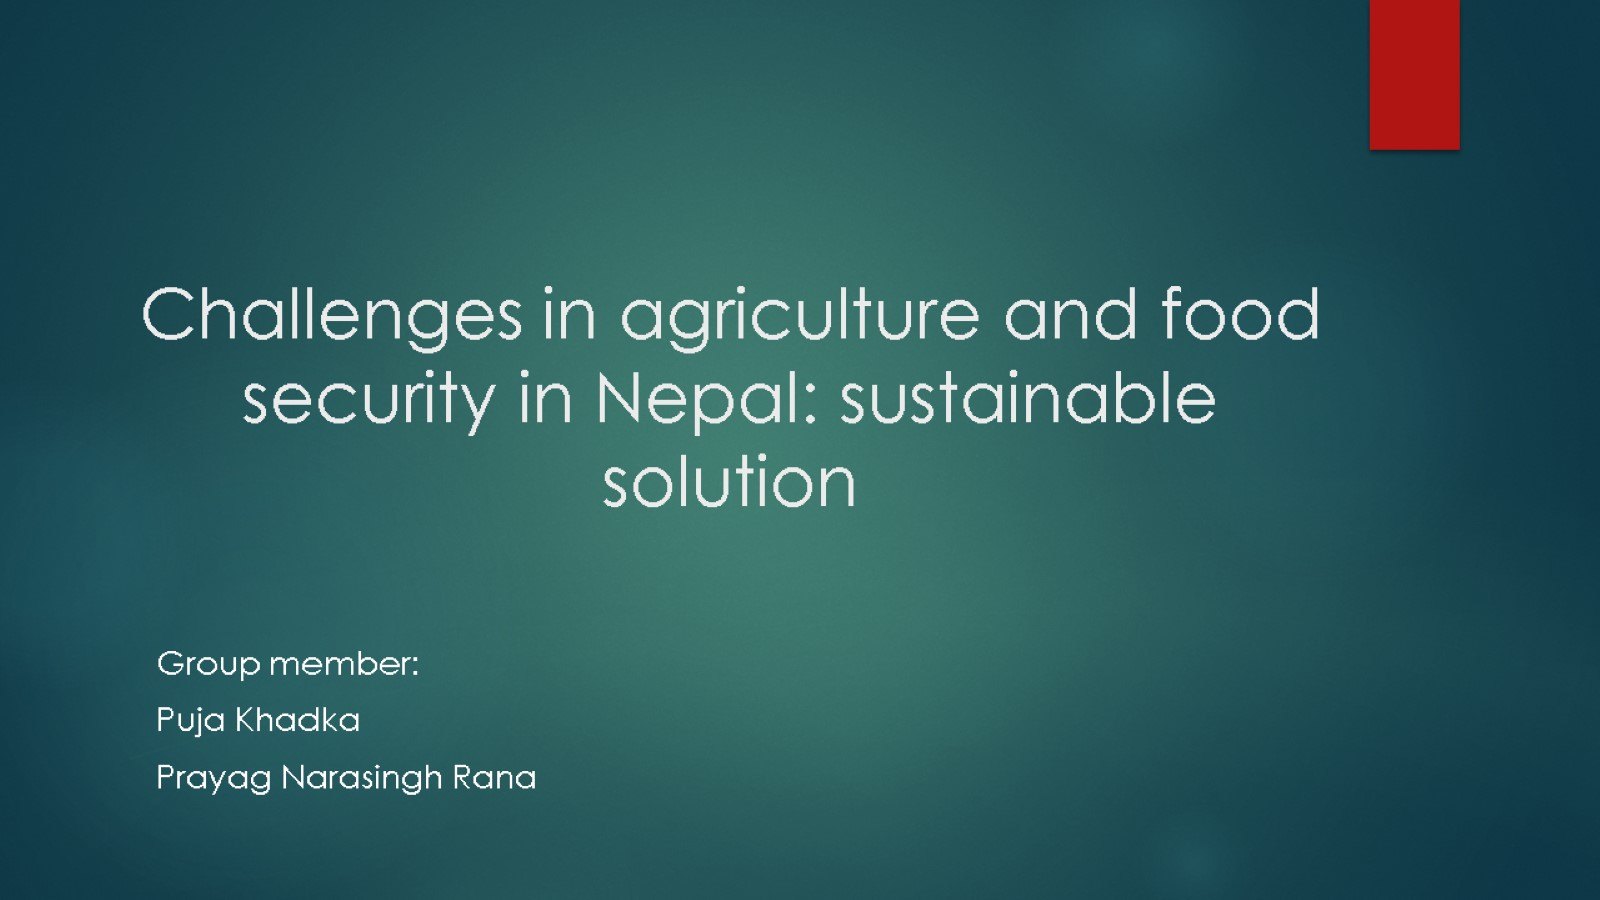 Challenges in agriculture and food
security in Nepal: sustainable
solution
Group member:
Puja Khadka
Prayag Narasingh Rana